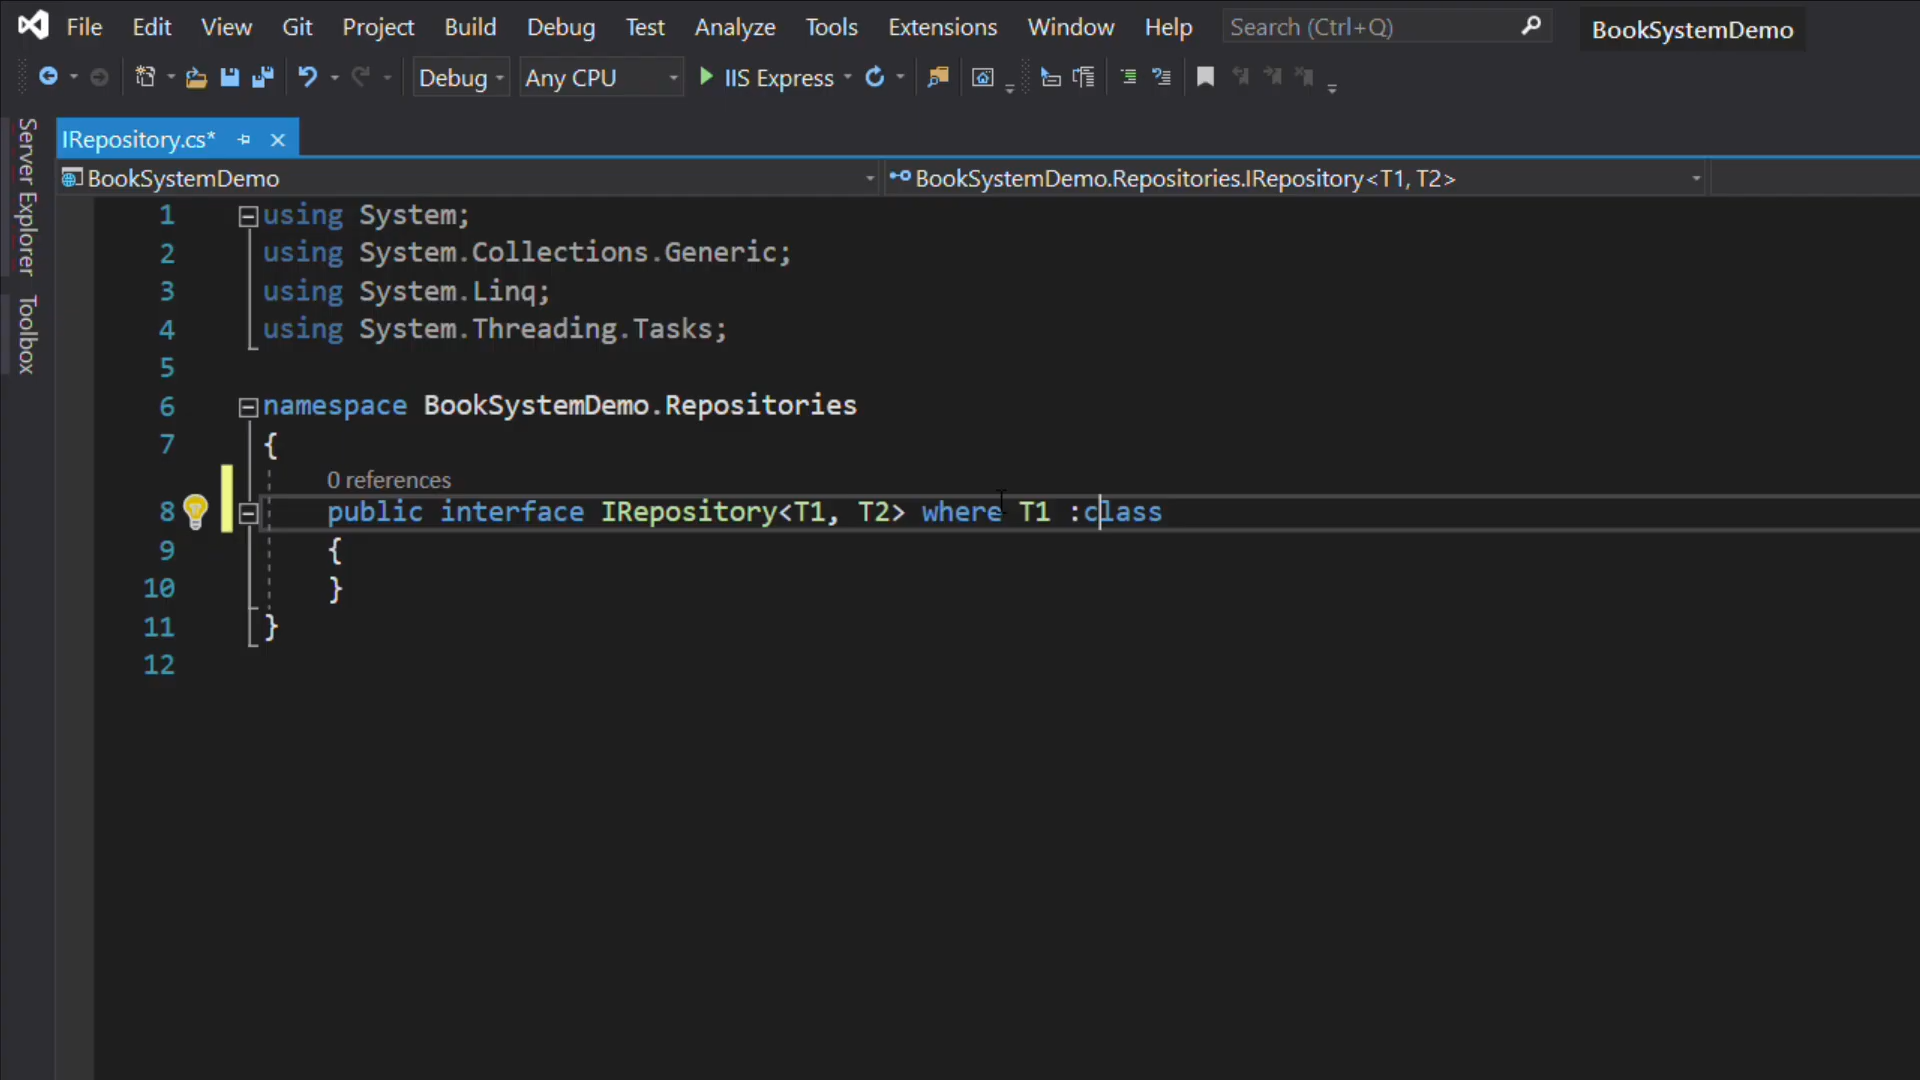 File Edit View Git Project Build Debug Test Analyze Tools Extensions Window Help Search (Ctrl+Q) BookSystemDemo
Debug Any CPU IIS Express
Server Explorer
Toolbox
IRepository.cs*
BookSystemDemo BookSystemDemo.Repositories.IRepository<T1, T2>
1 using System;
2 using System.Collections.Generic;
3 using System.Linq;
4 using System.Threading.Tasks;
5
6 namespace BookSystemDemo.Repositories
7 {
0 references
8 public interface IRepository<T1, T2> where T1 :class
9 {
10 }
11 }
12